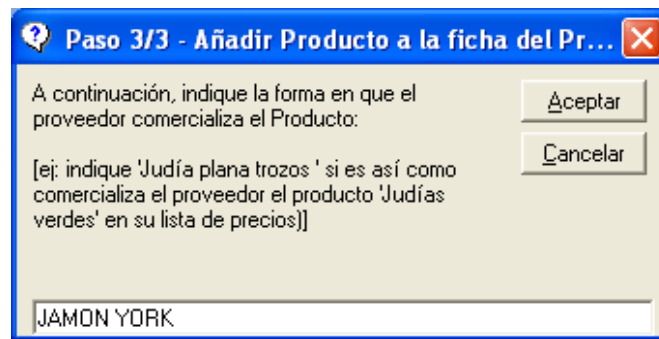 Paso 3/3 - Añadir Producto a la ficha del Pr...
A continuación, indique la forma en que el
proveedor comercializa el Producto:
[ej: indique 'Judía plana trozos ' si es así como
comercializa el proveedor el producto 'Judías
verdes' en su lista de precios)]
Aceptar
Cancelar
JAMON YORK